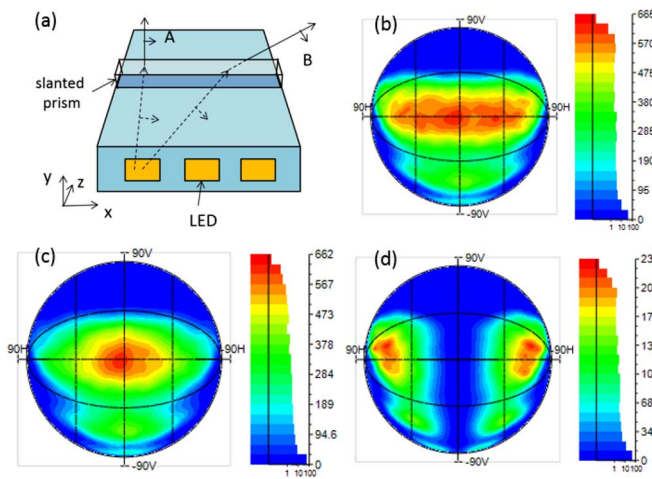 (a)
A
B
slanted
prism
y
z
x
LED
(b)
90V
90H
90H
-90V
665
570
475
380
285
190
95
0
1 10 100
(c)
90V
90H
90H
-90V
662
567
473
378
284
189
94.6
0
1 10 100
(d)
90V
90H
90H
-90V
1 10 100